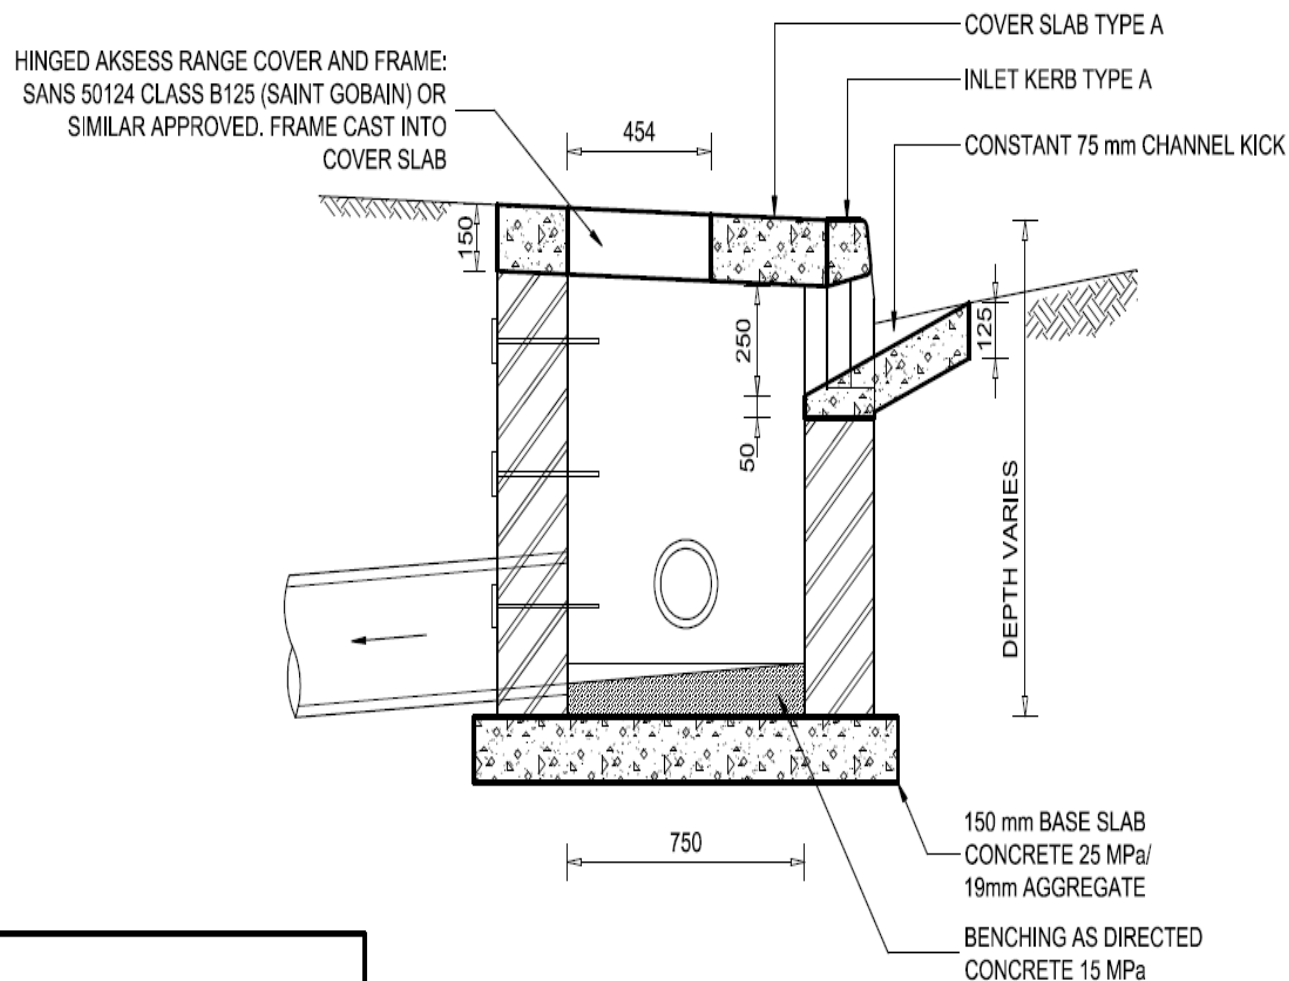 COVER SLAB TYPE A
HINGED AKSESS RANGE COVER AND FRAME:
SANS 50124 CLASS B125 (SAINT GOBAIN) OR
SIMILAR APPROVED. FRAME CAST INTO
COVER SLAB
INLET KERB TYPE A
454
CONSTANT 75 mm CHANNEL KICK
150
250
125
50
DEPTH VARIES
750
150 mm BASE SLAB
CONCRETE 25 MPa/
19mm AGGREGATE
BENCHING AS DIRECTED
CONCRETE 15 MPa